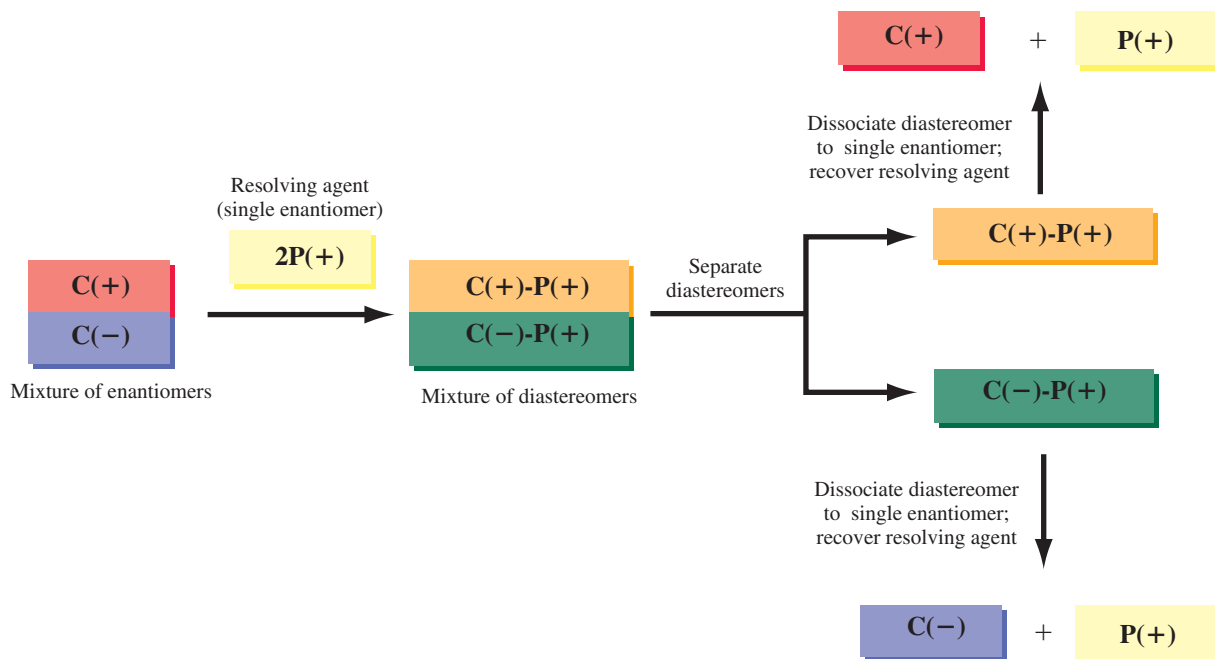 C(+)
+
P(+)
Dissociate diastereomer
to single enantiomer;
recover resolving agent
Resolving agent
(single enantiomer)
2P(+)
C(+)
C(−)
Mixture of enantiomers
C(+)-P(+)
C(−)-P(+)
Mixture of diastereomers
Separate
diastereomers
C(+)-P(+)
C(−)-P(+)
Dissociate diastereomer
to single enantiomer;
recover resolving agent
C(−)
+
P(+)